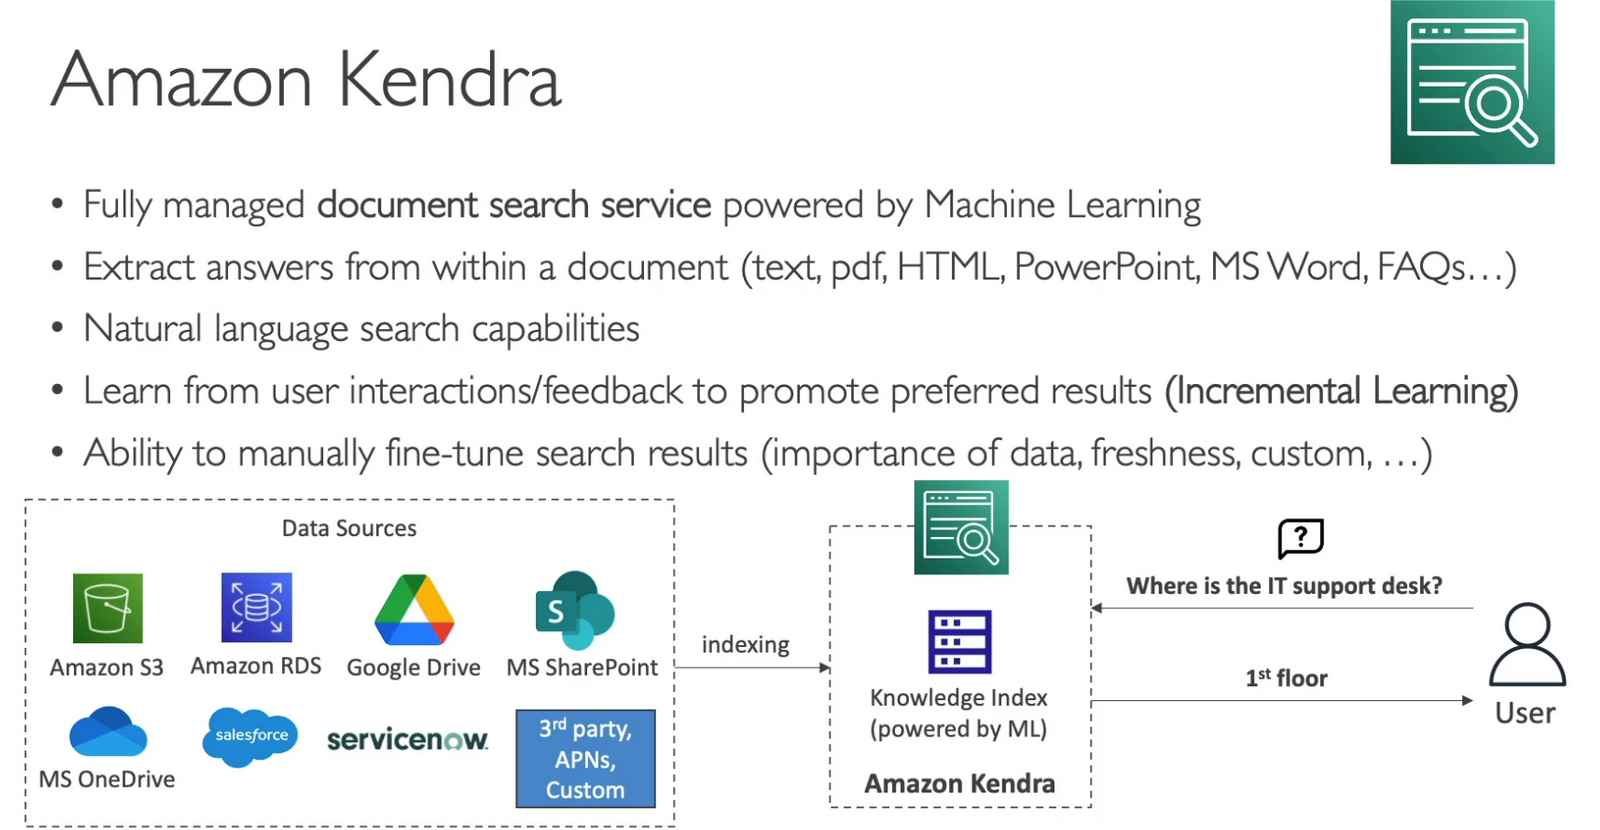 Amazon Kendra
• Fully managed document search service powered by Machine Learning
• Extract answers from within a document (text, pdf, HTML, PowerPoint, MS Word, FAQs…)
• Natural language search capabilities
• Learn from user interactions/feedback to promote preferred results (Incremental Learning)
• Ability to manually fine-tune search results (importance of data, freshness, custom, …)
Data Sources
S
Amazon S3
Amazon RDS
Google Drive
MS SharePoint
salesforce
servicenow.
3rd party,
APNs,
Custom
MS OneDrive
indexing
Knowledge Index
(powered by ML)
Amazon Kendra
?
Where is the IT support desk?
1st floor
User